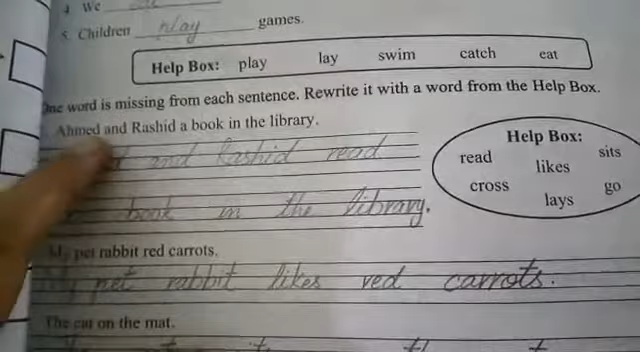 4. We
5. Children play games.
Help Box: play lay swim catch eat
One word is missing from each sentence. Rewrite it with a word from the Help Box.
Ahmed and Rashid a book in the library.
and Rashid read
book in the library.
Help Box:
read likes sits
cross lays go
My pet rabbit red carrots.
My pet rabbit likes red carrots.
The cat on the mat.